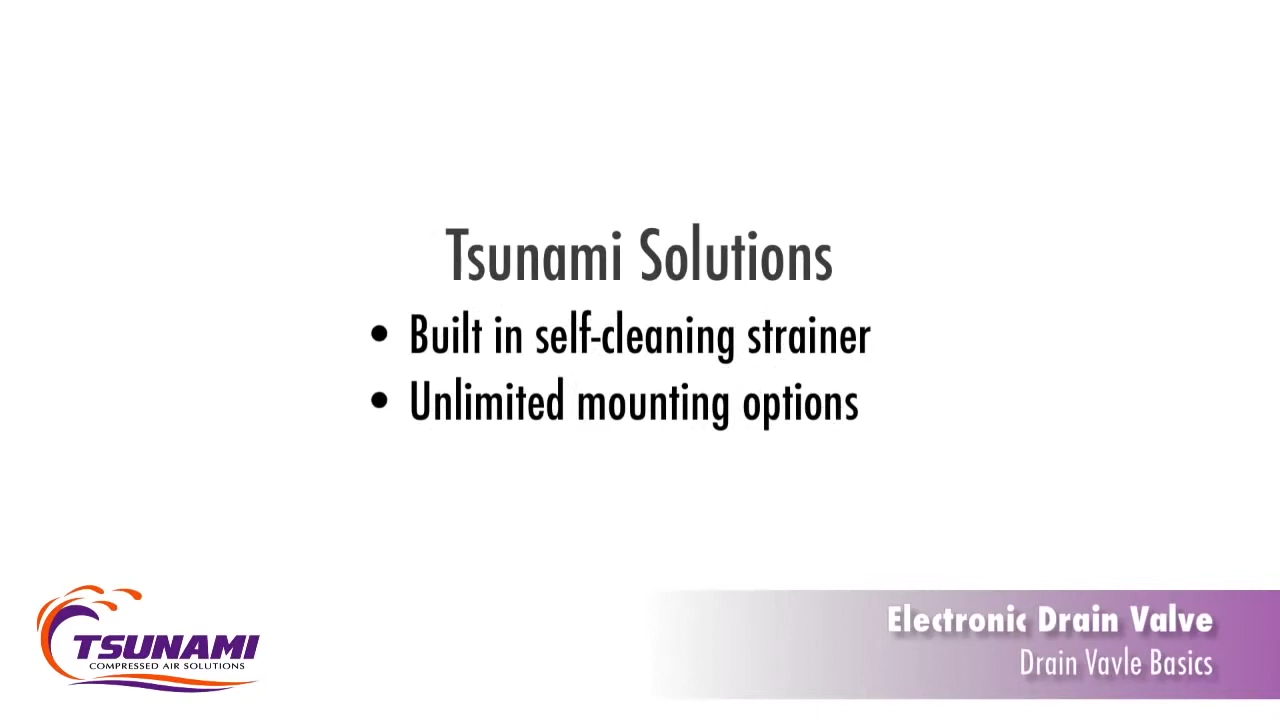 Tsunami Solutions
• Built in self-cleaning strainer
• Unlimited mounting options
TSUNAMI
COMPRESSED AIR SOLUTIONS
Electronic Drain Valve
Drain Vavle Basics